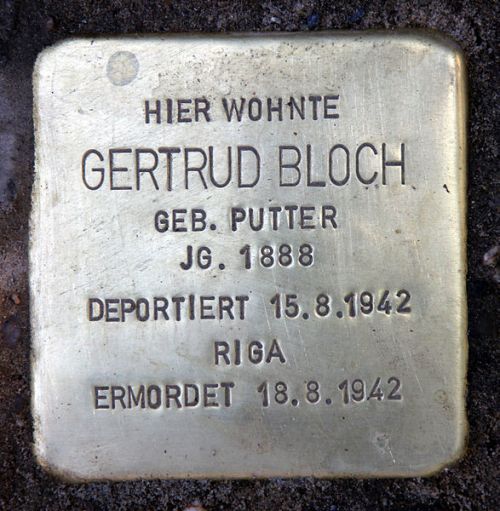 HIER WOHNTE
GERTRUD BLOCH
GEB. PUTTER
JG. 1888
DEPORTIERT 15.8.1942
RIGA
ERMORDET 18.8.1942